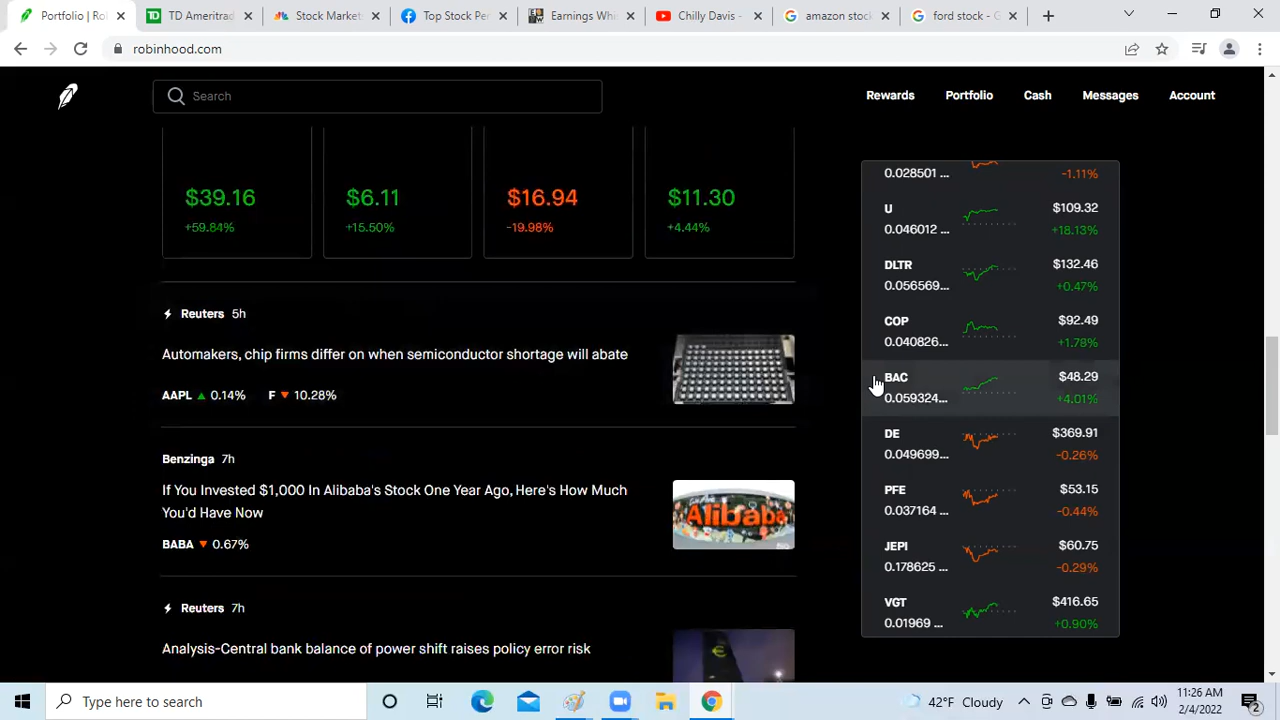 Portfolio | Ro
TD Ameritrad
Stock Market
Top Stock Pe
Earnings Whi
Chilly Davis -
amazon stock
ford stock - G
robinhood.com
Search
Rewards
Portfolio
Cash
Messages
Account
$39.16
+59.84%
$6.11
+15.50%
$16.94
-19.98%
$11.30
+4.44%
Reuters 5h
Automakers, chip firms differ on when semiconductor shortage will abate
AAPL 0.14% F 10.28%
Benzinga 7h
If You Invested $1,000 In Alibaba's Stock One Year Ago, Here's How Much
You'd Have Now
Alibaba
BABA 0.67%
Reuters 7h
Analysis-Central bank balance of power shift raises policy error risk
0.028501 ... -1.11%
U $109.32
0.046012 ... +18.13%
DLTR $132.46
0.056569... +0.47%
COP $92.49
0.040826... +1.78%
BAC $48.29
0.059324... +4.01%
DE $369.91
0.049699... -0.26%
PFE $53.15
0.037164 ... -0.44%
JEPI $60.75
0.178625 ... -0.29%
VGT $416.65
0.01969 ... +0.90%
Type here to search
42°F Cloudy
11:26 AM
2/4/2022
2